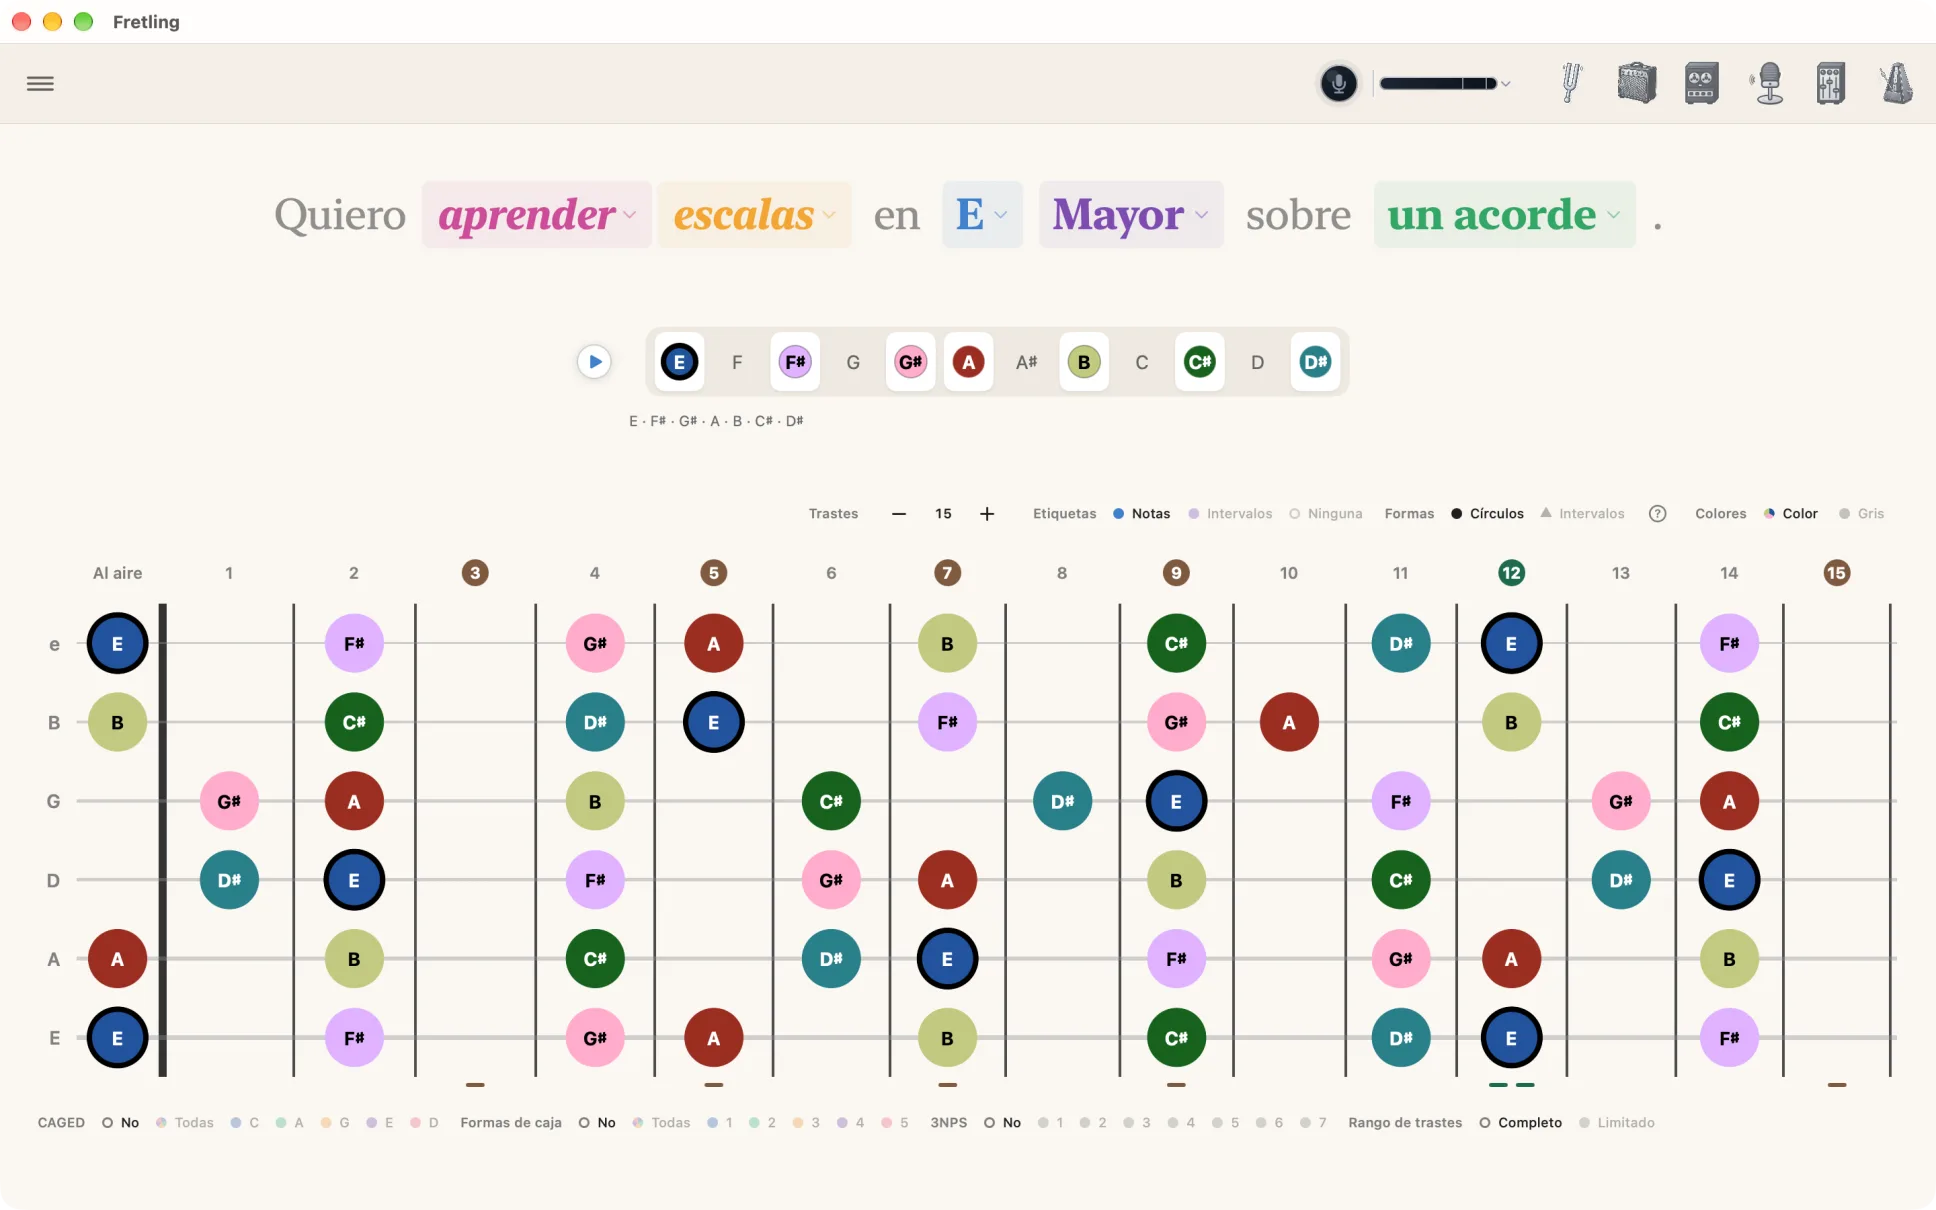 Fretling
Quiero aprender escalas en E Mayor sobre un acorde .
E F F# G G# A A# B C C# D D#
E · F# · G# · A · B · C# · D#
Trastes − 15 + Etiquetas Notas Intervalos Ninguna Formas Círculos Intervalos ? Colores Color Gris
Al aire 1 2 3 4 5 6 7 8 9 10 11 12 13 14 15
e E F# G# A B C# D# E F#
B B C# D# E F# G# A B C#
G G# A B C# D# E F# G# A
D D# E F# G# A B C# D# E
A A B C# D# E F# G# A B
E E F# G# A B C# D# E F#
CAGED No Todas C A G E D Formas de caja No Todas 1 2 3 4 5 3NPS No 1 2 3 4 5 6 7 Rango de trastes Completo Limitado